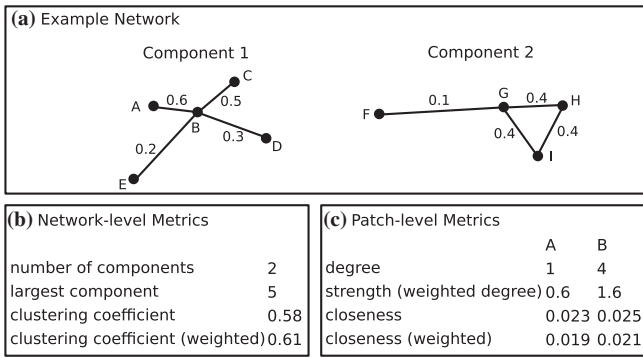 (a) Example Network
Component 1
Component 2
C
A
0.6
0.5
B
0.3
D
0.2
E
F
0.1
G
0.4
H
0.4
0.4
I
(b) Network-level Metrics
number of components 2
largest component 5
clustering coefficient 0.58
clustering coefficient (weighted) 0.61
(c) Patch-level Metrics
A B
degree 1 4
strength (weighted degree) 0.6 1.6
closeness 0.023 0.025
closeness (weighted) 0.019 0.021